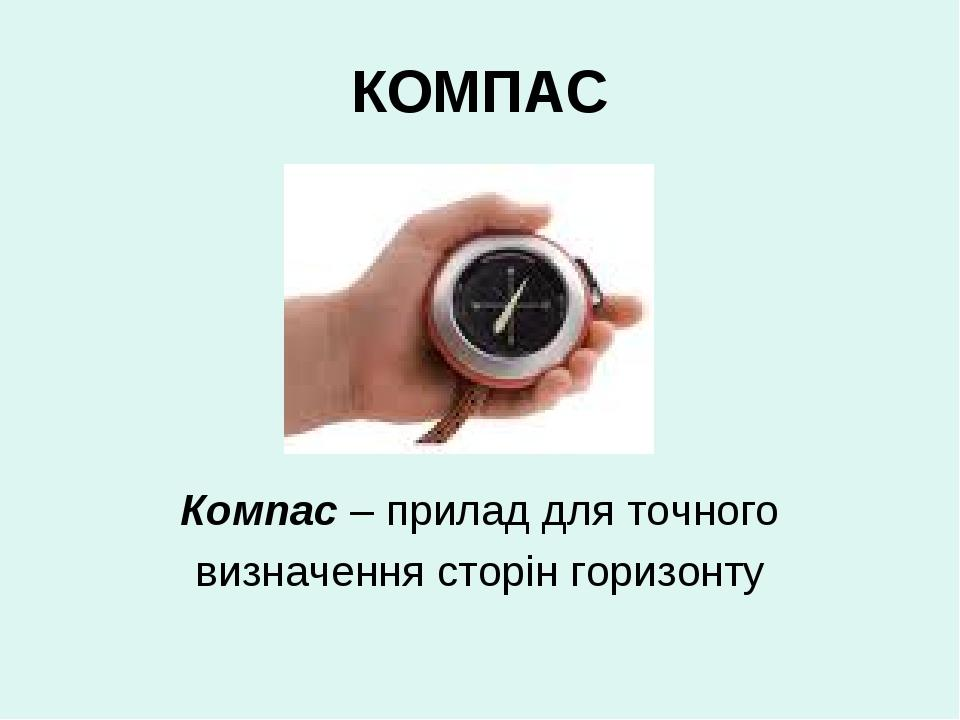 КОМПАС
Компас – прилад для точного
визначення сторін горизонту